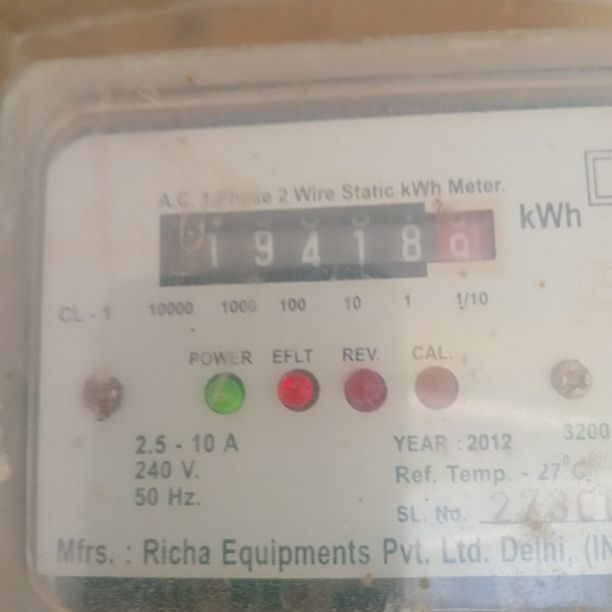 A.C. 1 Phase 2 Wire Static kWh Meter.
1 9 4 1 8 9 kWh
CL - 1 10000 1000 100 10 1 1/10
POWER EFLT REV. CAL.
2.5 - 10 A
240 V.
50 Hz.
3200
YEAR : 2012
Ref. Temp. - 27°C.
SL. No.
Mfrs. : Richa Equipments Pvt. Ltd. Delhi, (IN